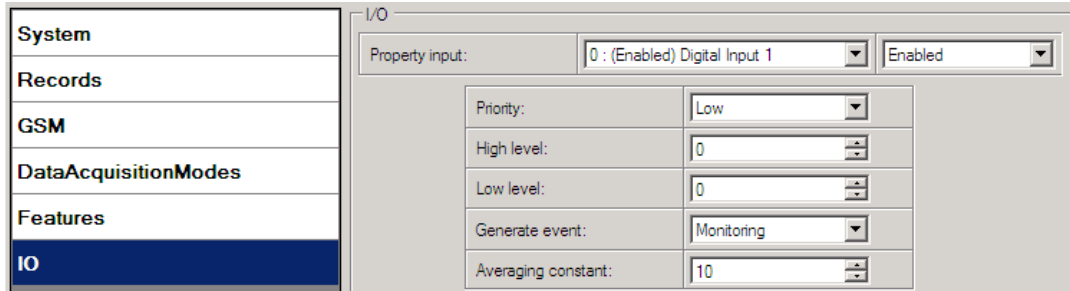 System
Records
GSM
DataAcquisitionModes
Features
IO
I/O
Property input: 0 : (Enabled) Digital Input 1 Enabled
Priority: Low
High level: 0
Low level: 0
Generate event: Monitoring
Averaging constant: 10